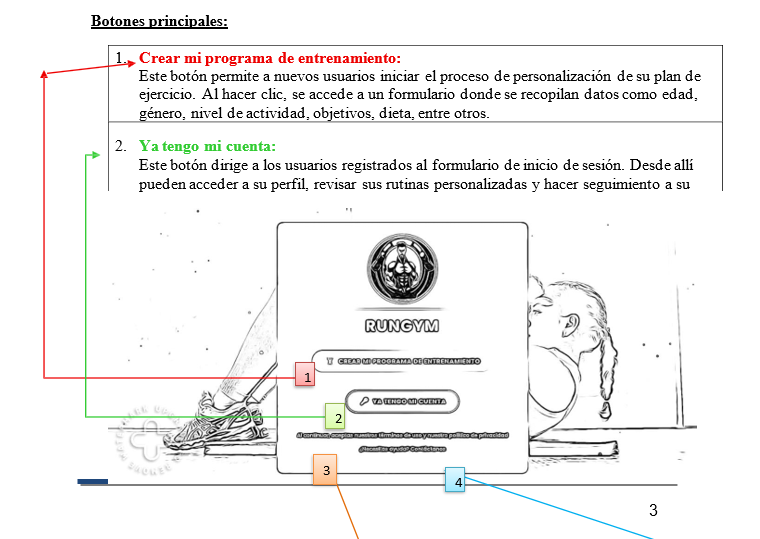 Botones principales:
1. Crear mi programa de entrenamiento:
Este botón permite a nuevos usuarios iniciar el proceso de personalización de su plan de
ejercicio. Al hacer clic, se accede a un formulario donde se recopilan datos como edad,
género, nivel de actividad, objetivos, dieta, entre otros.
2. Ya tengo mi cuenta:
Este botón dirige a los usuarios registrados al formulario de inicio de sesión. Desde allí
pueden acceder a su perfil, revisar sus rutinas personalizadas y hacer seguimiento a su
RUNGYM
CREAR MI PROGRAMA DE ENTRENAMIENTO
1
YA TENGO MI CUENTA
2
Al continuar, aceptas nuestros términos de uso y nuestra política de privacidad
¿Necesitas ayuda? Contáctanos
3
4
3